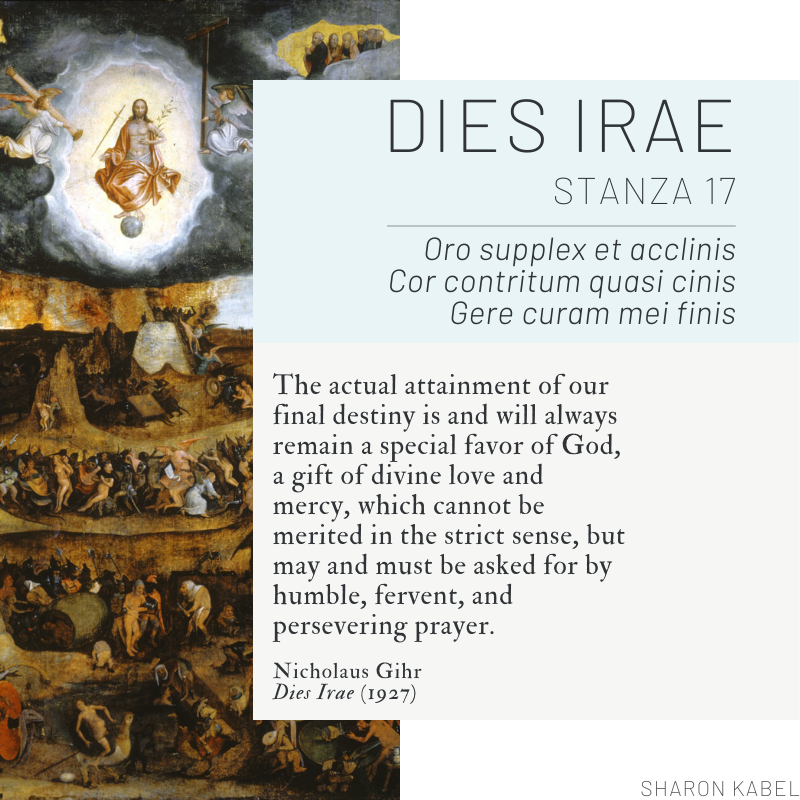 DIES IRAE
STANZA 17
Oro supplex et acclinis
Cor contritum quasi cinis
Gere curam mei finis
The actual attainment of our
final destiny is and will always
remain a special favor of God,
a gift of divine love and
mercy, which cannot be
merited in the strict sense, but
may and must be asked for by
humble, fervent, and
persevering prayer.
Nicholaus Gihr
Dies Irae (1927)
SHARON KABEL